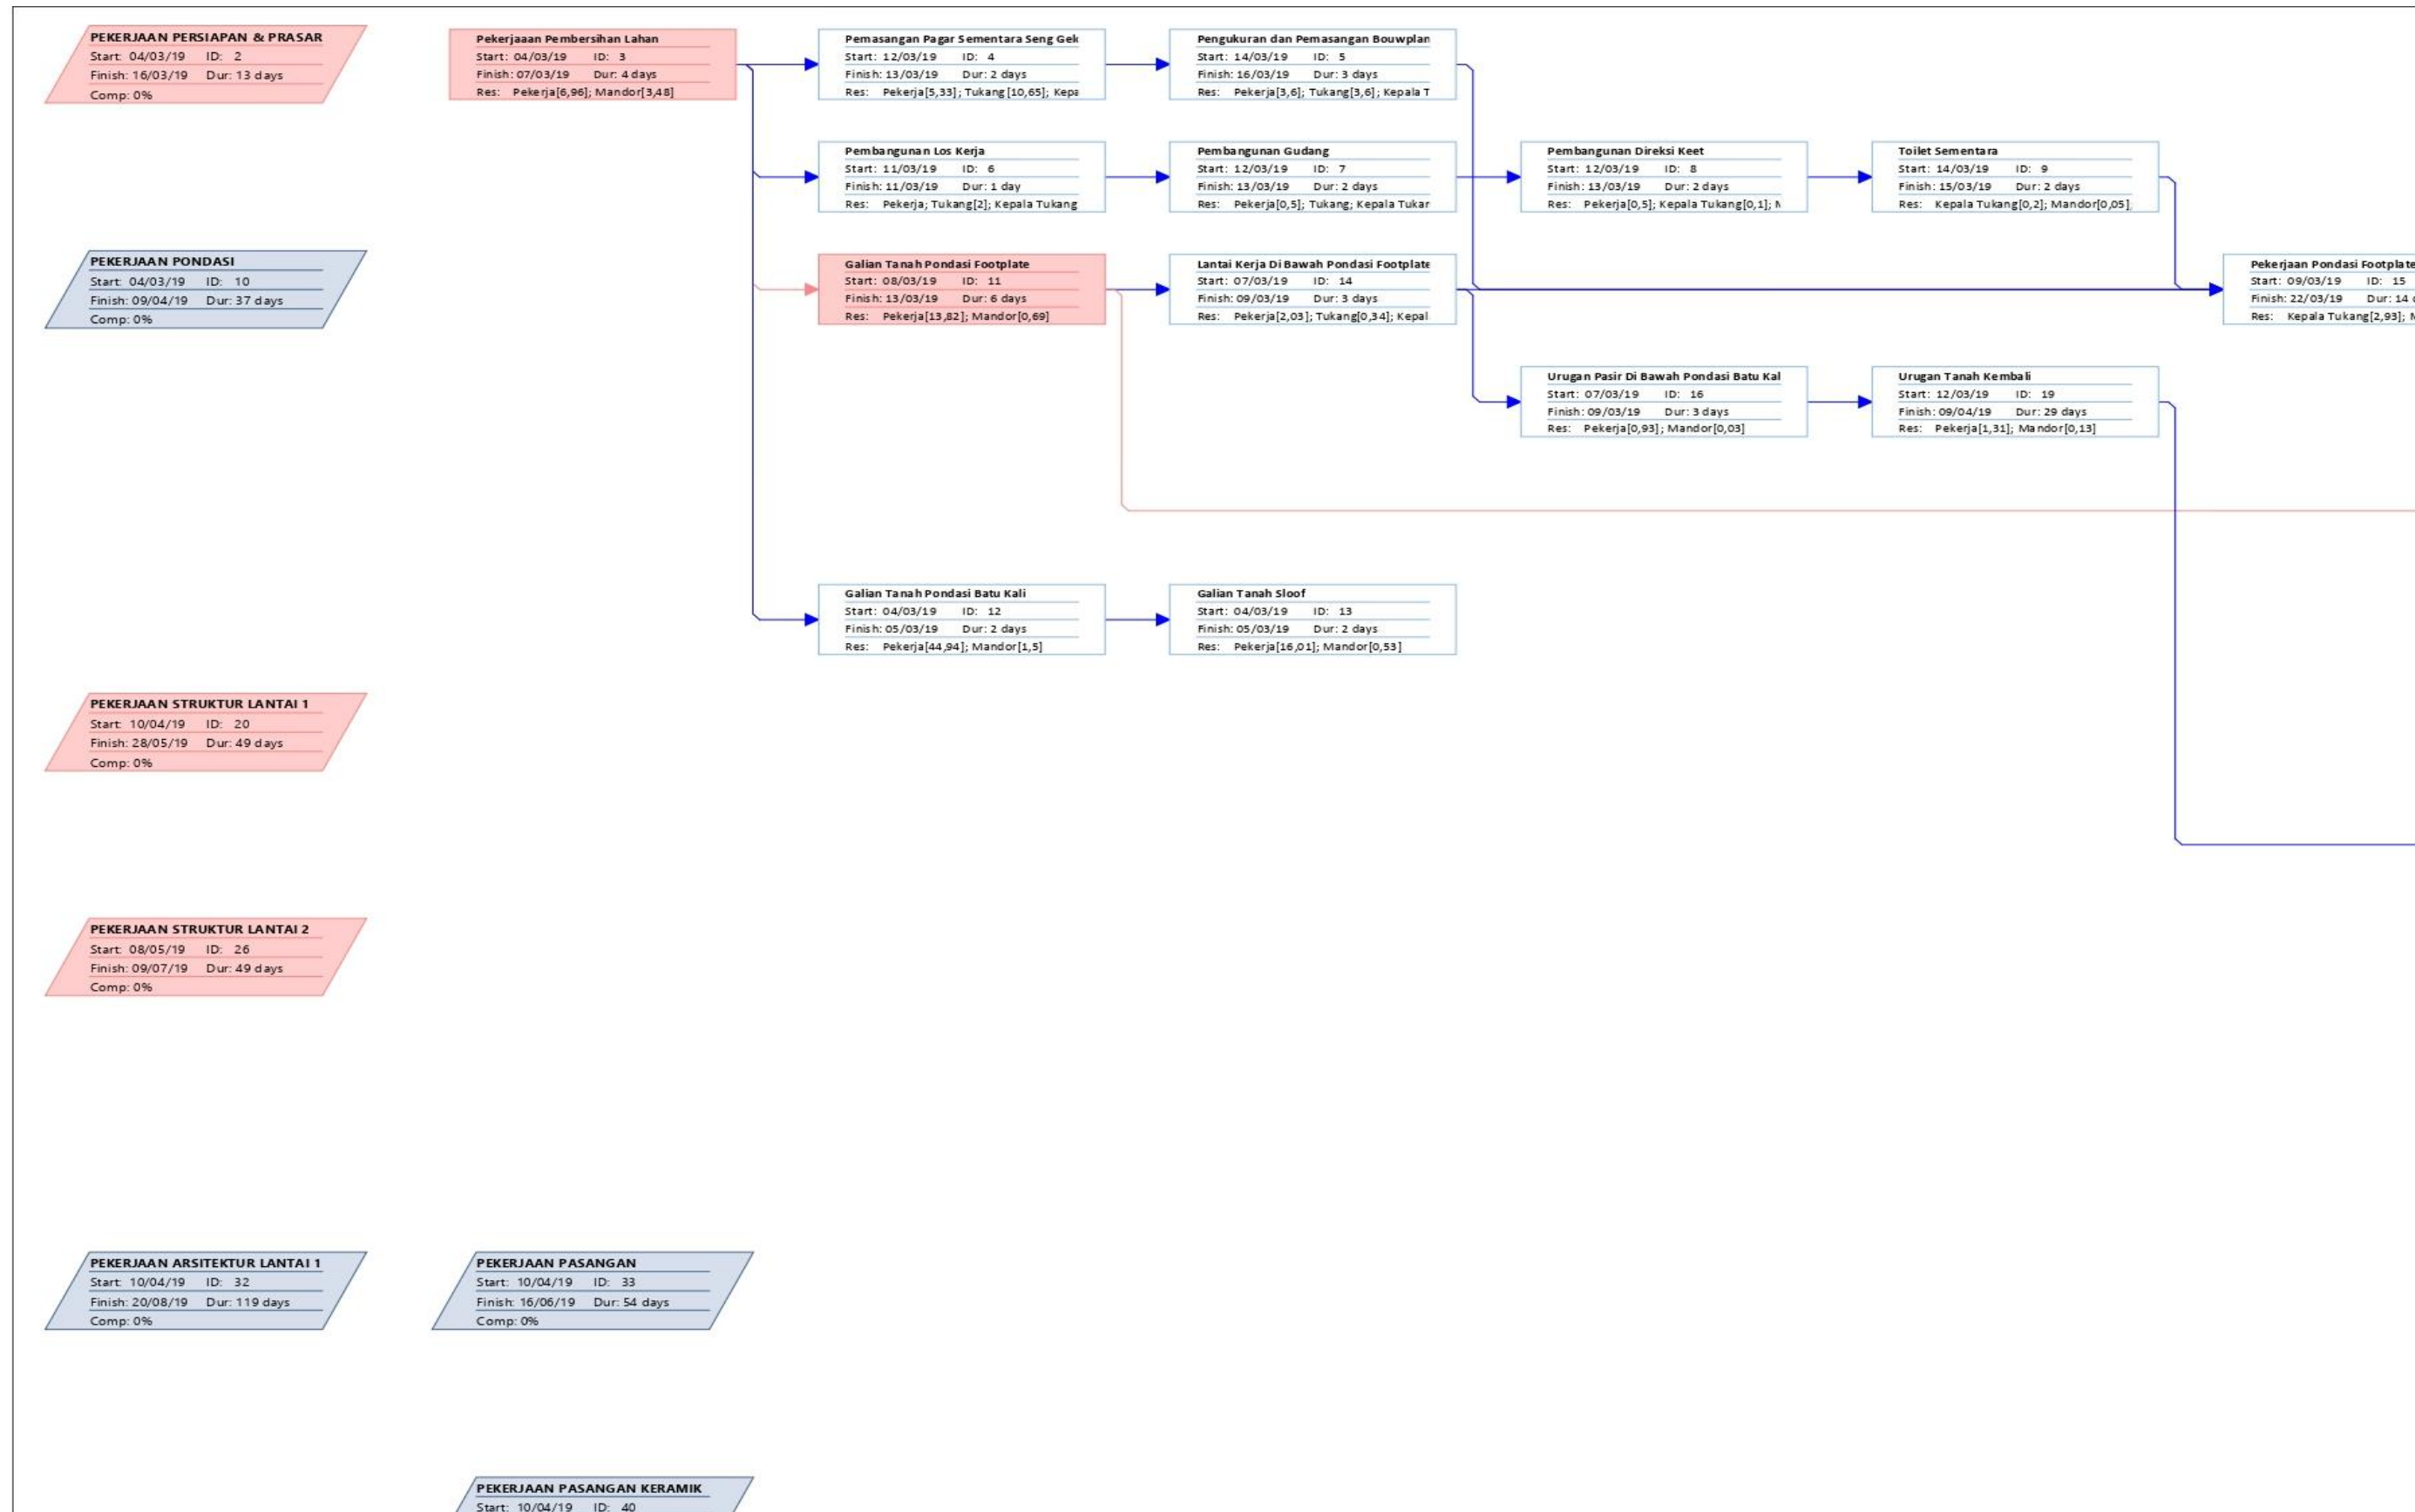 PEKERJAAN PERSIAPAN & PRASAR
Start: 04/03/19 ID: 2
Finish: 16/03/19 Dur: 13 days
Comp: 0%
Pekerjaaan Pembersihan Lahan
Start: 04/03/19 ID: 3
Finish: 07/03/19 Dur: 4 days
Res: Pekerja[6,96]; Mandor[3,48]
Pemasangan Pagar Sementara Seng Gek
Start: 12/03/19 ID: 4
Finish: 13/03/19 Dur: 2 days
Res: Pekerja[5,33]; Tukang[10,65]; Kepa
Pengukuran dan Pemasangan Bouwplan
Start: 14/03/19 ID: 5
Finish: 16/03/19 Dur: 3 days
Res: Pekerja[3,6]; Tukang[3,6]; Kepala T
Pembangunan Los Kerja
Start: 11/03/19 ID: 6
Finish: 11/03/19 Dur: 1 day
Res: Pekerja; Tukang[2]; Kepala Tukang
Pembangunan Gudang
Start: 12/03/19 ID: 7
Finish: 13/03/19 Dur: 2 days
Res: Pekerja[0,5]; Tukang; Kepala Tukar
Pembangunan Direksi Keet
Start: 12/03/19 ID: 8
Finish: 13/03/19 Dur: 2 days
Res: Pekerja[0,5]; Kepala Tukang[0,1];
Toilet Sementara
Start: 14/03/19 ID: 9
Finish: 15/03/19 Dur: 2 days
Res: Kepala Tukang[0,2]; Mandor[0,05]
PEKERJAAN PONDASI
Start: 04/03/19 ID: 10
Finish: 09/04/19 Dur: 37 days
Comp: 0%
Galian Tanah Pondasi Footplate
Start: 08/03/19 ID: 11
Finish: 13/03/19 Dur: 6 days
Res: Pekerja[13,82]; Mandor[0,69]
Lantai Kerja Di Bawah Pondasi Footplate
Start: 07/03/19 ID: 14
Finish: 09/03/19 Dur: 3 days
Res: Pekerja[2,03]; Tukang[0,34]; Kepal
Pekerjaan Pondasi Footplate
Start: 09/03/19 ID: 15
Finish: 22/03/19 Dur: 14
Res: Kepala Tukang[2,93];
Urugan Pasir Di Bawah Pondasi Batu Kal
Start: 07/03/19 ID: 16
Finish: 09/03/19 Dur: 3 days
Res: Pekerja[0,93]; Mandor[0,03]
Urugan Tanah Kembali
Start: 12/03/19 ID: 19
Finish: 09/04/19 Dur: 29 days
Res: Pekerja[1,31]; Mandor[0,13]
Galian Tanah Pondasi Batu Kali
Start: 04/03/19 ID: 12
Finish: 05/03/19 Dur: 2 days
Res: Pekerja[44,94]; Mandor[1,5]
Galian Tanah Sloof
Start: 04/03/19 ID: 13
Finish: 05/03/19 Dur: 2 days
Res: Pekerja[16,01]; Mandor[0,53]
PEKERJAAN STRUKTUR LANTAI 1
Start: 10/04/19 ID: 20
Finish: 28/05/19 Dur: 49 days
Comp: 0%
PEKERJAAN STRUKTUR LANTAI 2
Start: 08/05/19 ID: 26
Finish: 09/07/19 Dur: 49 days
Comp: 0%
PEKERJAAN ARSITEKTUR LANTAI 1
Start: 10/04/19 ID: 32
Finish: 20/08/19 Dur: 119 days
Comp: 0%
PEKERJAAN PASANGAN
Start: 10/04/19 ID: 33
Finish: 16/06/19 Dur: 54 days
Comp: 0%
PEKERJAAN PASANGAN KERAMIK
Start: 10/04/19 ID: 40